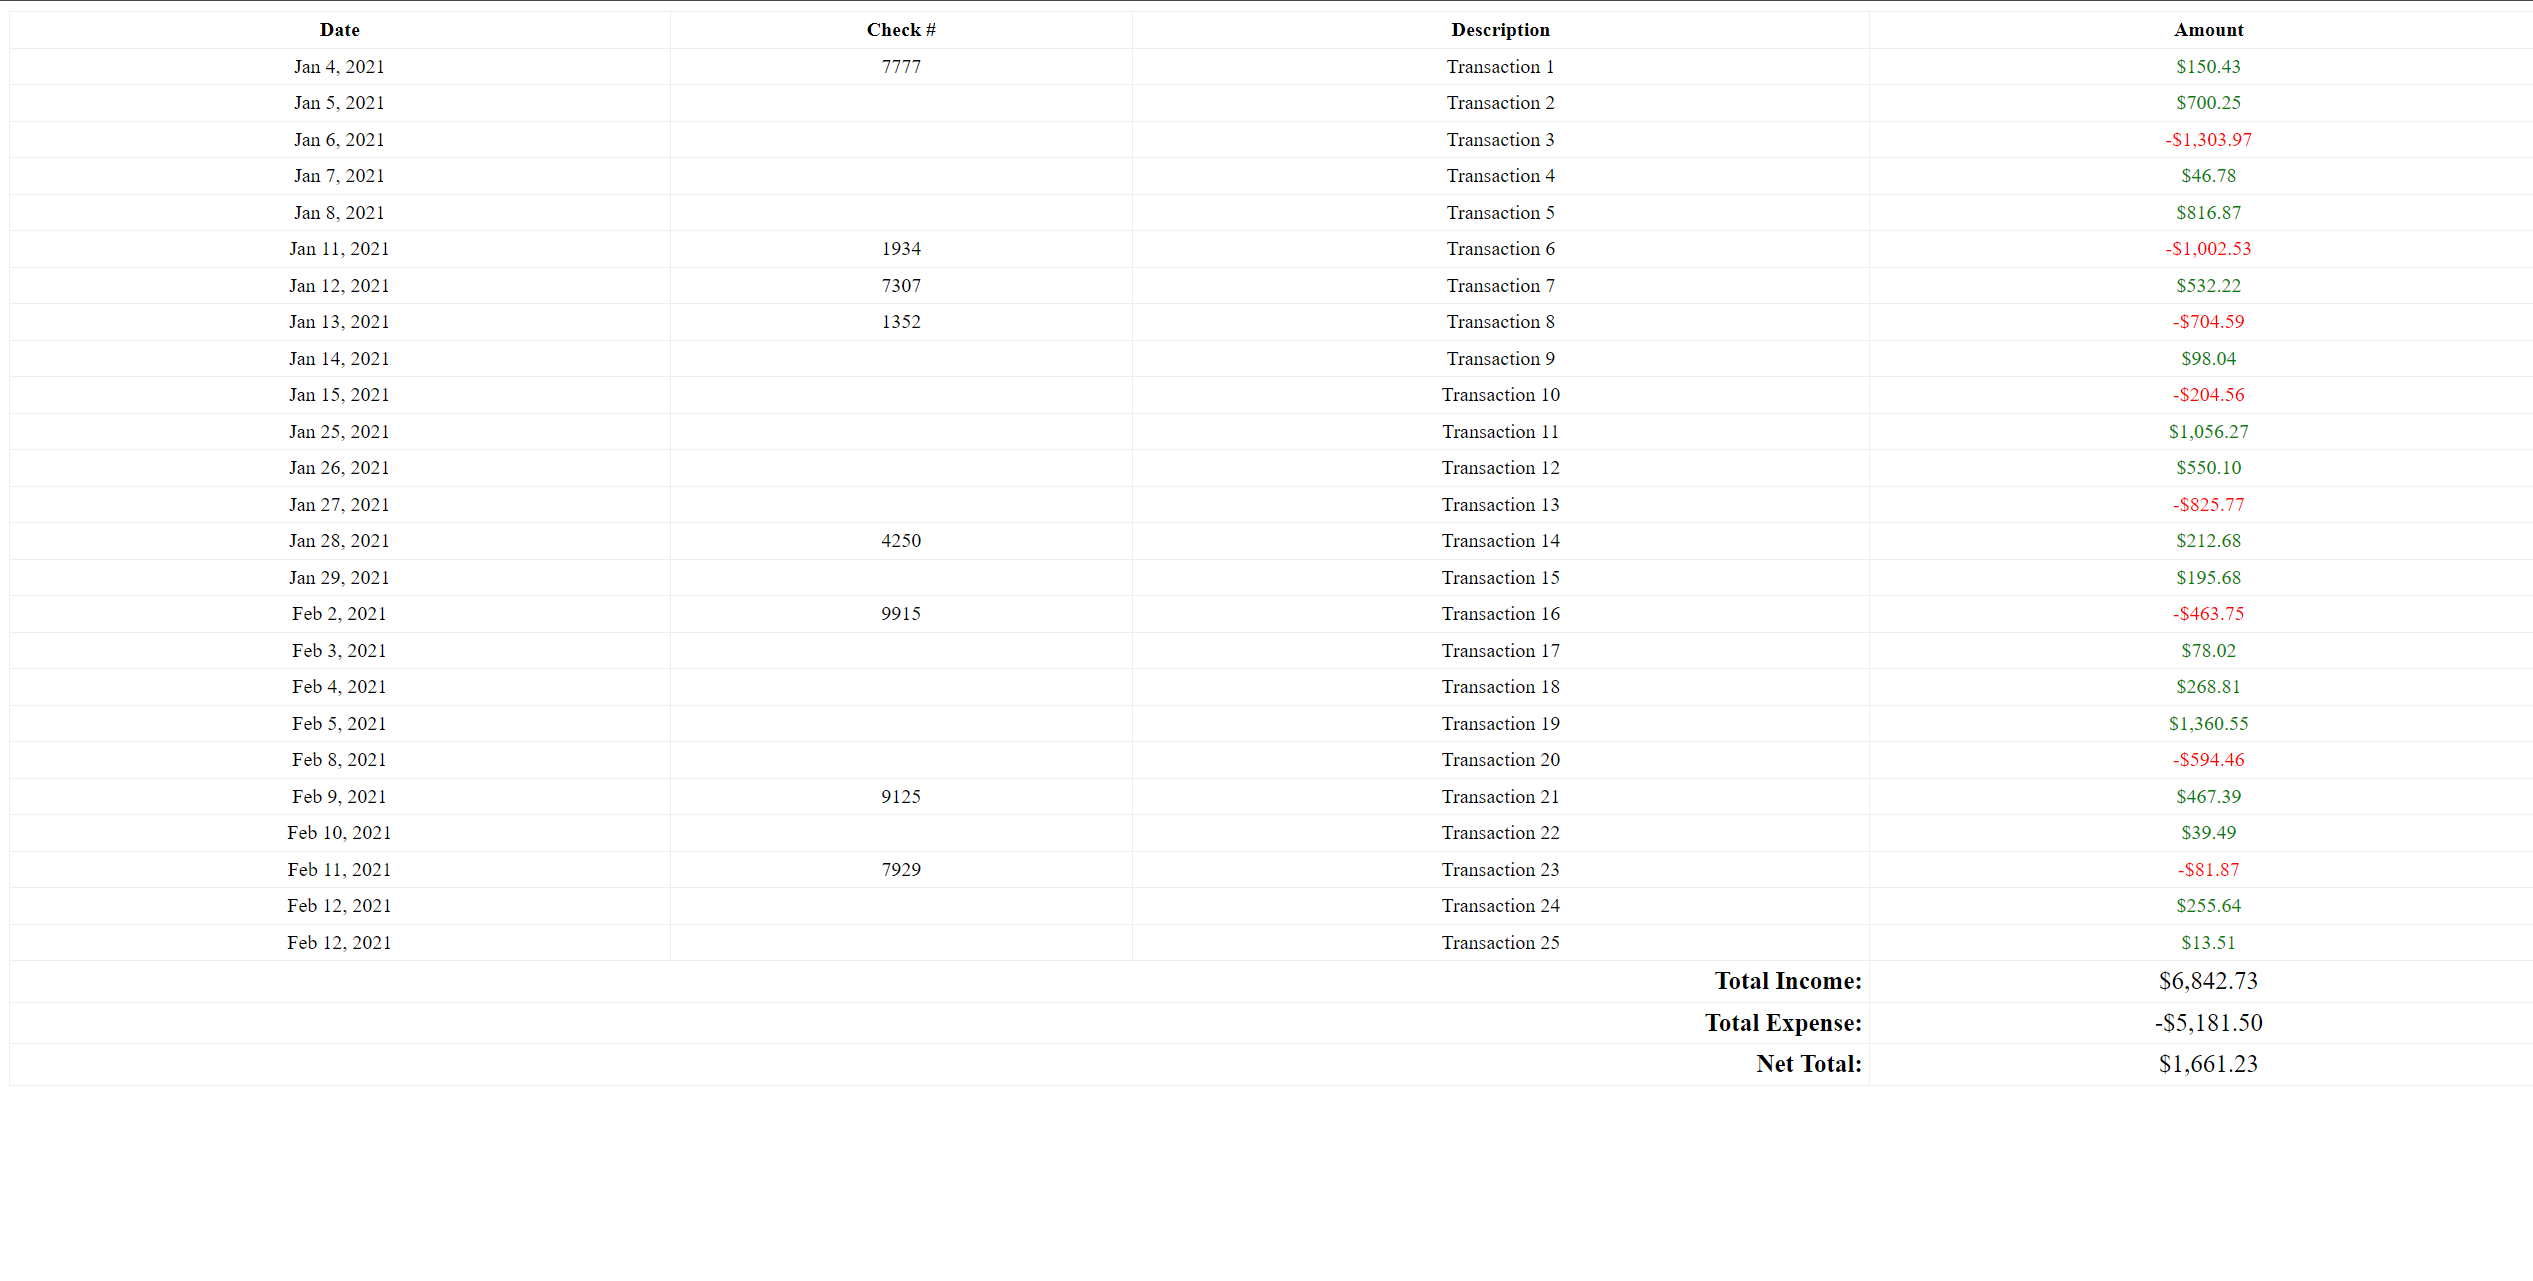 Date Check # Description Amount
Jan 4, 2021 7777 Transaction 1 $150.43
Jan 5, 2021 Transaction 2 $700.25
Jan 6, 2021 Transaction 3 -$1,303.97
Jan 7, 2021 Transaction 4 $46.78
Jan 8, 2021 Transaction 5 $816.87
Jan 11, 2021 1934 Transaction 6 -$1,002.53
Jan 12, 2021 7307 Transaction 7 $532.22
Jan 13, 2021 1352 Transaction 8 -$704.59
Jan 14, 2021 Transaction 9 $98.04
Jan 15, 2021 Transaction 10 -$204.56
Jan 25, 2021 Transaction 11 $1,056.27
Jan 26, 2021 Transaction 12 $550.10
Jan 27, 2021 Transaction 13 -$825.77
Jan 28, 2021 4250 Transaction 14 $212.68
Jan 29, 2021 Transaction 15 $195.68
Feb 2, 2021 9915 Transaction 16 -$463.75
Feb 3, 2021 Transaction 17 $78.02
Feb 4, 2021 Transaction 18 $268.81
Feb 5, 2021 Transaction 19 $1,360.55
Feb 8, 2021 Transaction 20 -$594.46
Feb 9, 2021 9125 Transaction 21 $467.39
Feb 10, 2021 Transaction 22 $39.49
Feb 11, 2021 7929 Transaction 23 -$81.87
Feb 12, 2021 Transaction 24 $255.64
Feb 12, 2021 Transaction 25 $13.51
Total Income: $6,842.73
Total Expense: -$5,181.50
Net Total: $1,661.23